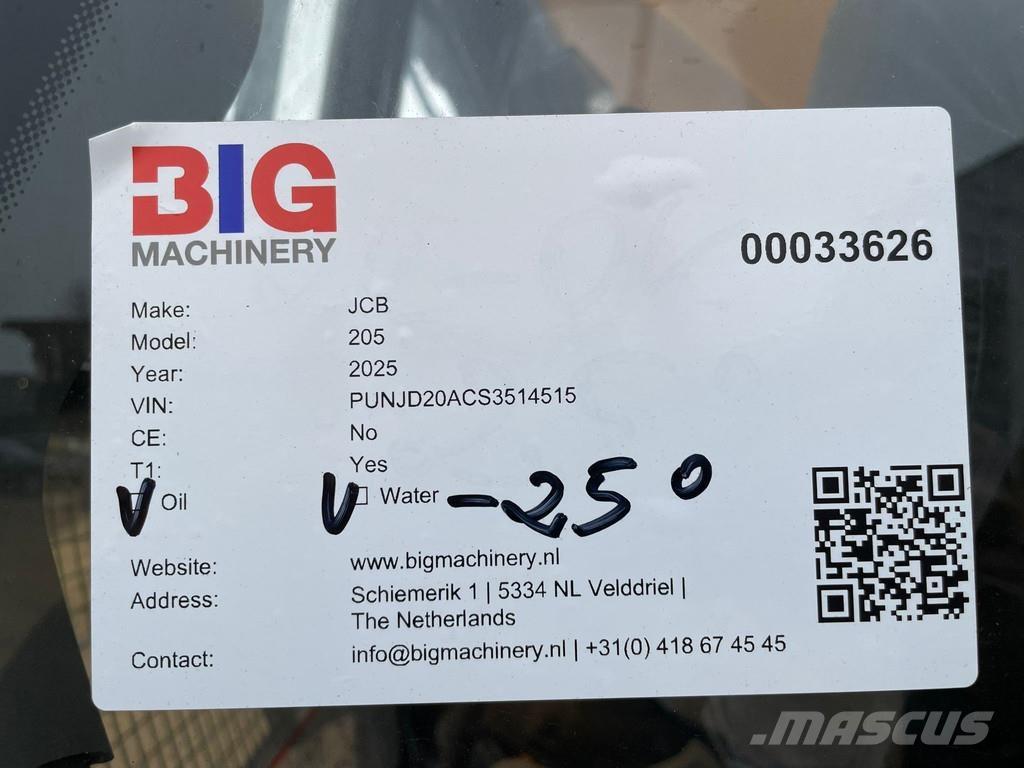 BIG
MACHINERY
00033626
Make: JCB
Model: 205
Year: 2025
VIN: PUNJD20ACS3514515
CE: No
T1: Yes
V Oil V Water -25°
Website: www.bigmachinery.nl
Address: Schiemerik 1 | 5334 NL Velddriel |
The Netherlands
Contact: info@bigmachinery.nl | +31(0) 418 67 45 45
.MASCUS